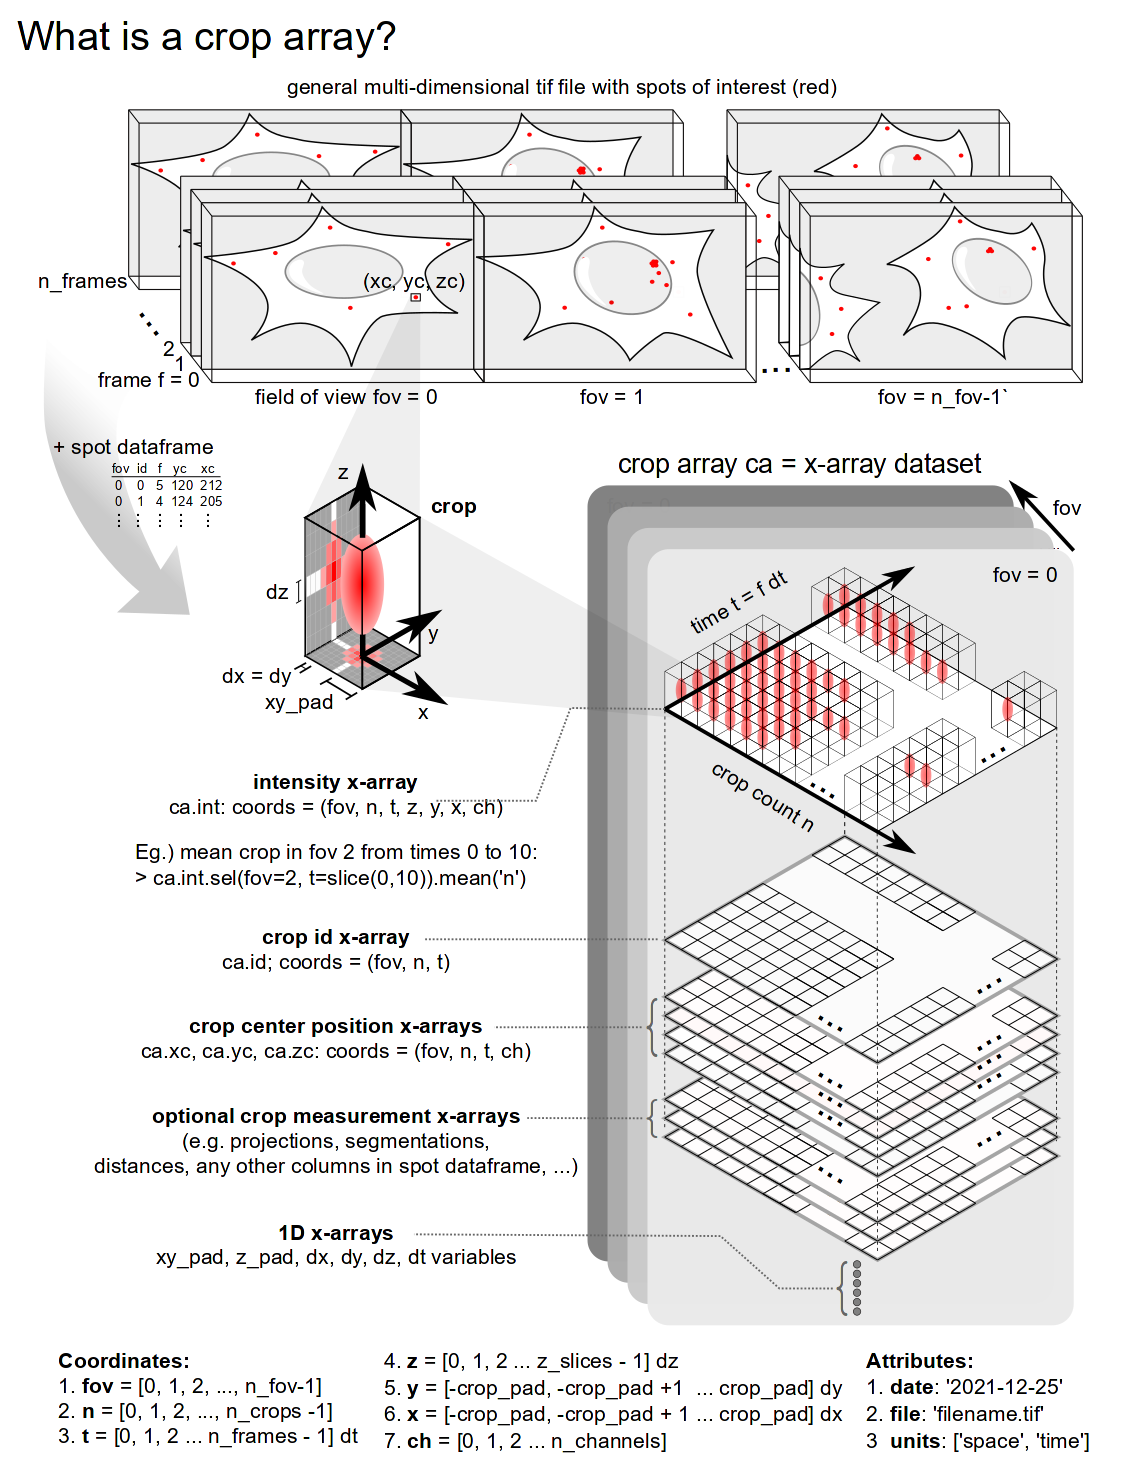 What is a crop array?
general multi-dimensional tif file with spots of interest (red)
(xc, yc, zc)
n_frames
...
2
1
frame f = 0
field of view fov = 0
fov = 1
...
fov = n_fov-1`
+ spot dataframe
fov id f yc xc
0 0 5 120 212
0 1 4 124 205
⋮ ⋮ ⋮ ⋮ ⋮
z
crop
dz
y
dx = dy
xy_pad
x
crop array ca = x-array dataset
fov
fov = 0
time t = f dt
crop count n
...
...
intensity x-array
ca.int: coords = (fov, n, t, z, y, x, ch)
Eg.) mean crop in fov 2 from times 0 to 10:
> ca.int.sel(fov=2, t=slice(0,10)).mean('n')
crop id x-array
ca.id; coords = (fov, n, t)
...
...
crop center position x-arrays
ca.xc, ca.yc, ca.zc: coords = (fov, n, t, ch)
...
...
...
...
...
...
optional crop measurement x-arrays
(e.g. projections, segmentations,
distances, any other columns in spot dataframe, ...)
...
...
1D x-arrays
xy_pad, z_pad, dx, dy, dz, dt variables
Coordinates:
1. fov = [0, 1, 2, ..., n_fov-1]
2. n = [0, 1, 2, ..., n_crops -1]
3. t = [0, 1, 2 ... n_frames - 1] dt
4. z = [0, 1, 2 ... z_slices - 1] dz
5. y = [-crop_pad, -crop_pad +1 ... crop_pad] dy
6. x = [-crop_pad, -crop_pad + 1 ... crop_pad] dx
7. ch = [0, 1, 2 ... n_channels]
Attributes:
1. date: '2021-12-25'
2. file: 'filename.tif'
3 units: ['space', 'time']